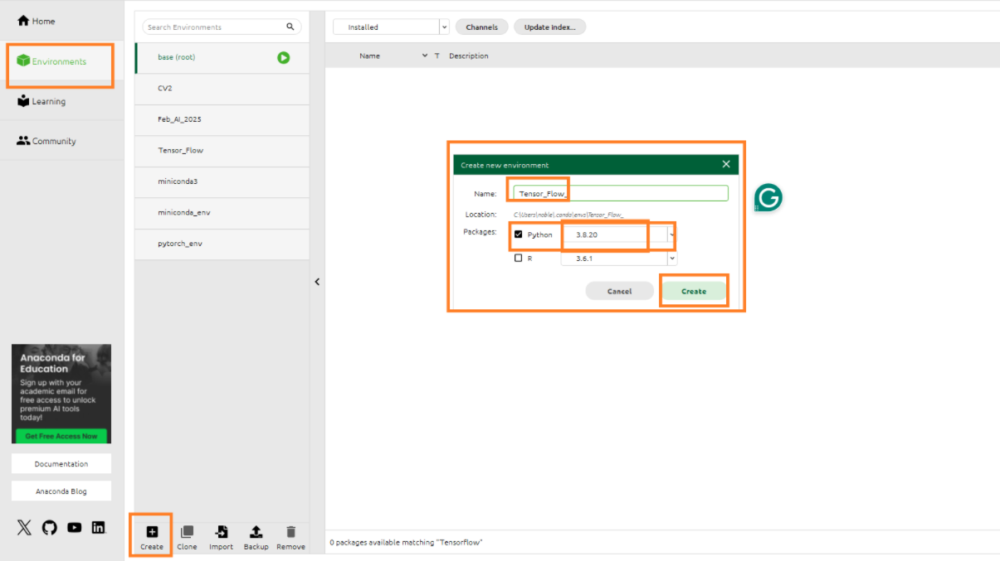 Home
Environments
Learning
Community
Anaconda for
Education
Sign up with your
academic email for
free access to unlock
premium AI tools
today!
Get Free Access Now
Documentation
Anaconda Blog
Search Environments
base (root)
CV2
Feb_AI_2025
Tensor_Flow
miniconda3
miniconda_env
pytorch_env
Create
Clone
Import
Backup
Remove
Installed
Channels
Update index...
Name
T
Description
Create new environment
Name:
Tensor_Flow_
Location:
C:\Users\noble\.conda\envs\Tensor_Flow_
Packages:
Python
3.8.20
R
3.6.1
Cancel
Create
G
0 packages available matching "Tensorflow"